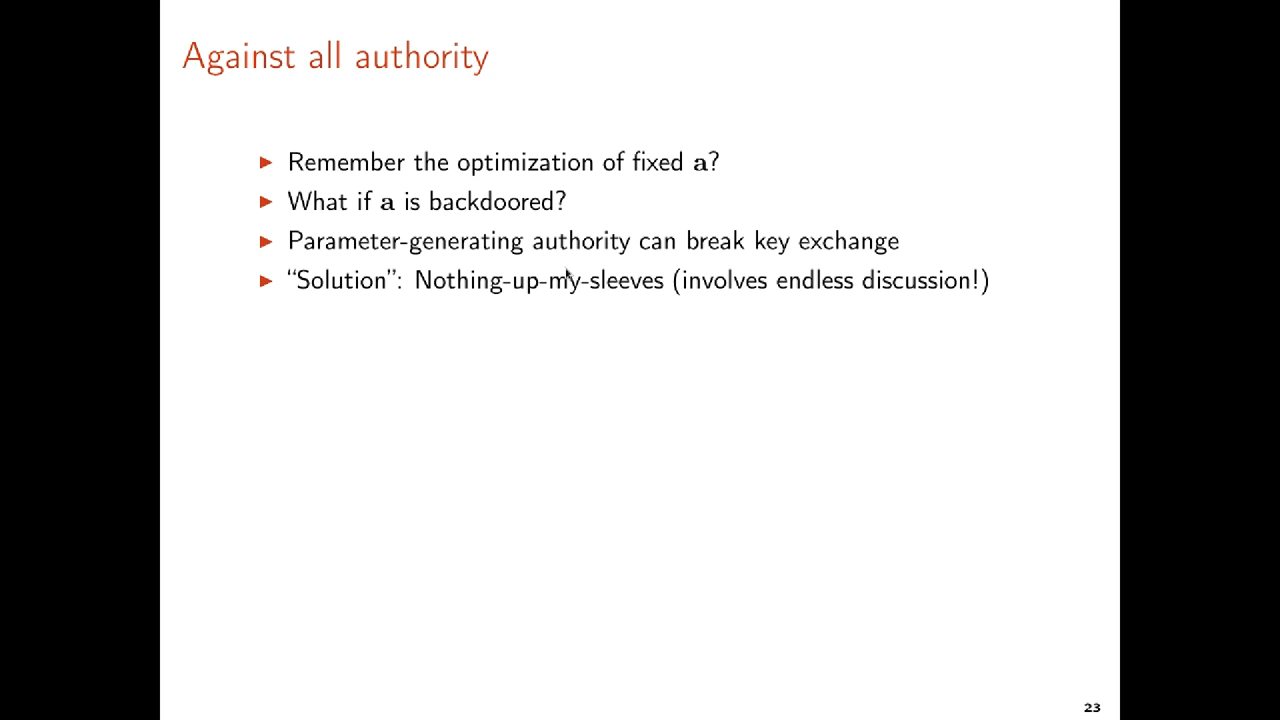 Against all authority
▶ Remember the optimization of fixed a?
▶ What if a is backdoored?
▶ Parameter-generating authority can break key exchange
▶ “Solution”: Nothing-up-my-sleeves (involves endless discussion!)
23